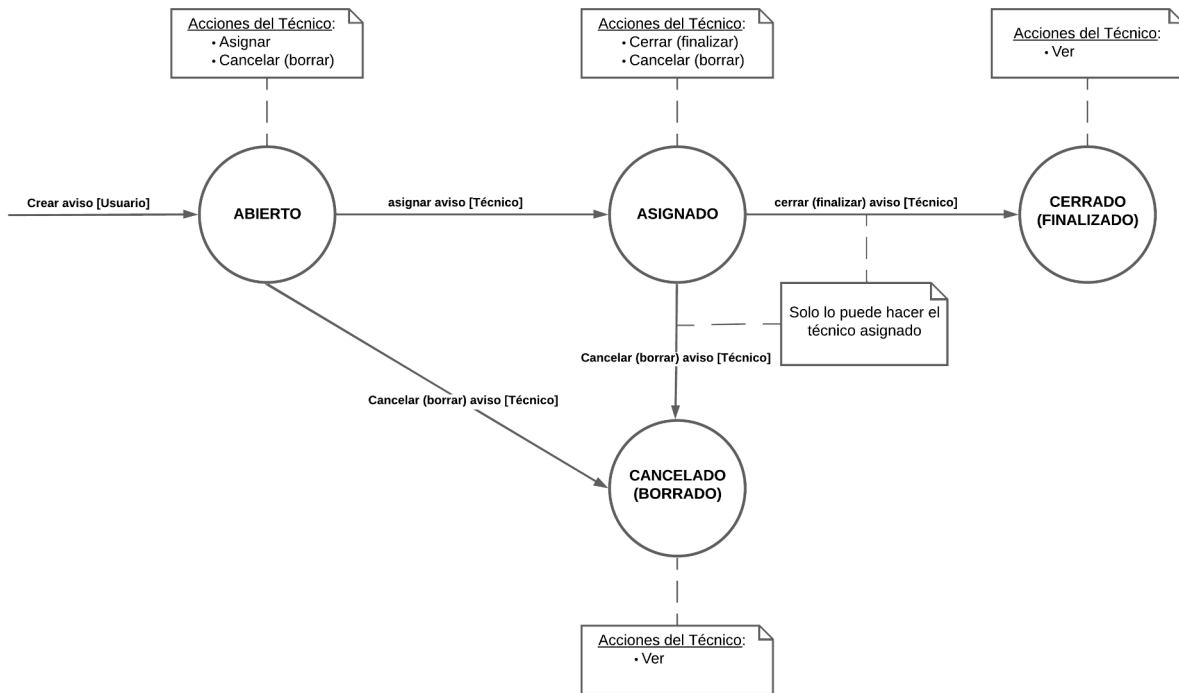 Acciones del Técnico:
• Asignar
• Cancelar (borrar)
Acciones del Técnico:
• Cerrar (finalizar)
• Cancelar (borrar)
Acciones del Técnico:
• Ver
Crear aviso [Usuario]
ABIERTO
asignar aviso [Técnico]
ASIGNADO
cerrar (finalizar) aviso [Técnico]
CERRADO
(FINALIZADO)
Solo lo puede hacer el
técnico asignado
Cancelar (borrar) aviso [Técnico]
Cancelar (borrar) aviso [Técnico]
CANCELADO
(BORRADO)
Acciones del Técnico:
• Ver